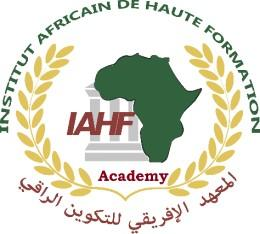 INSTITUT AFRICAIN DE HAUTE FORMATION
IAHF
Academy
المعهد الإفريقي للتكوين الراقي